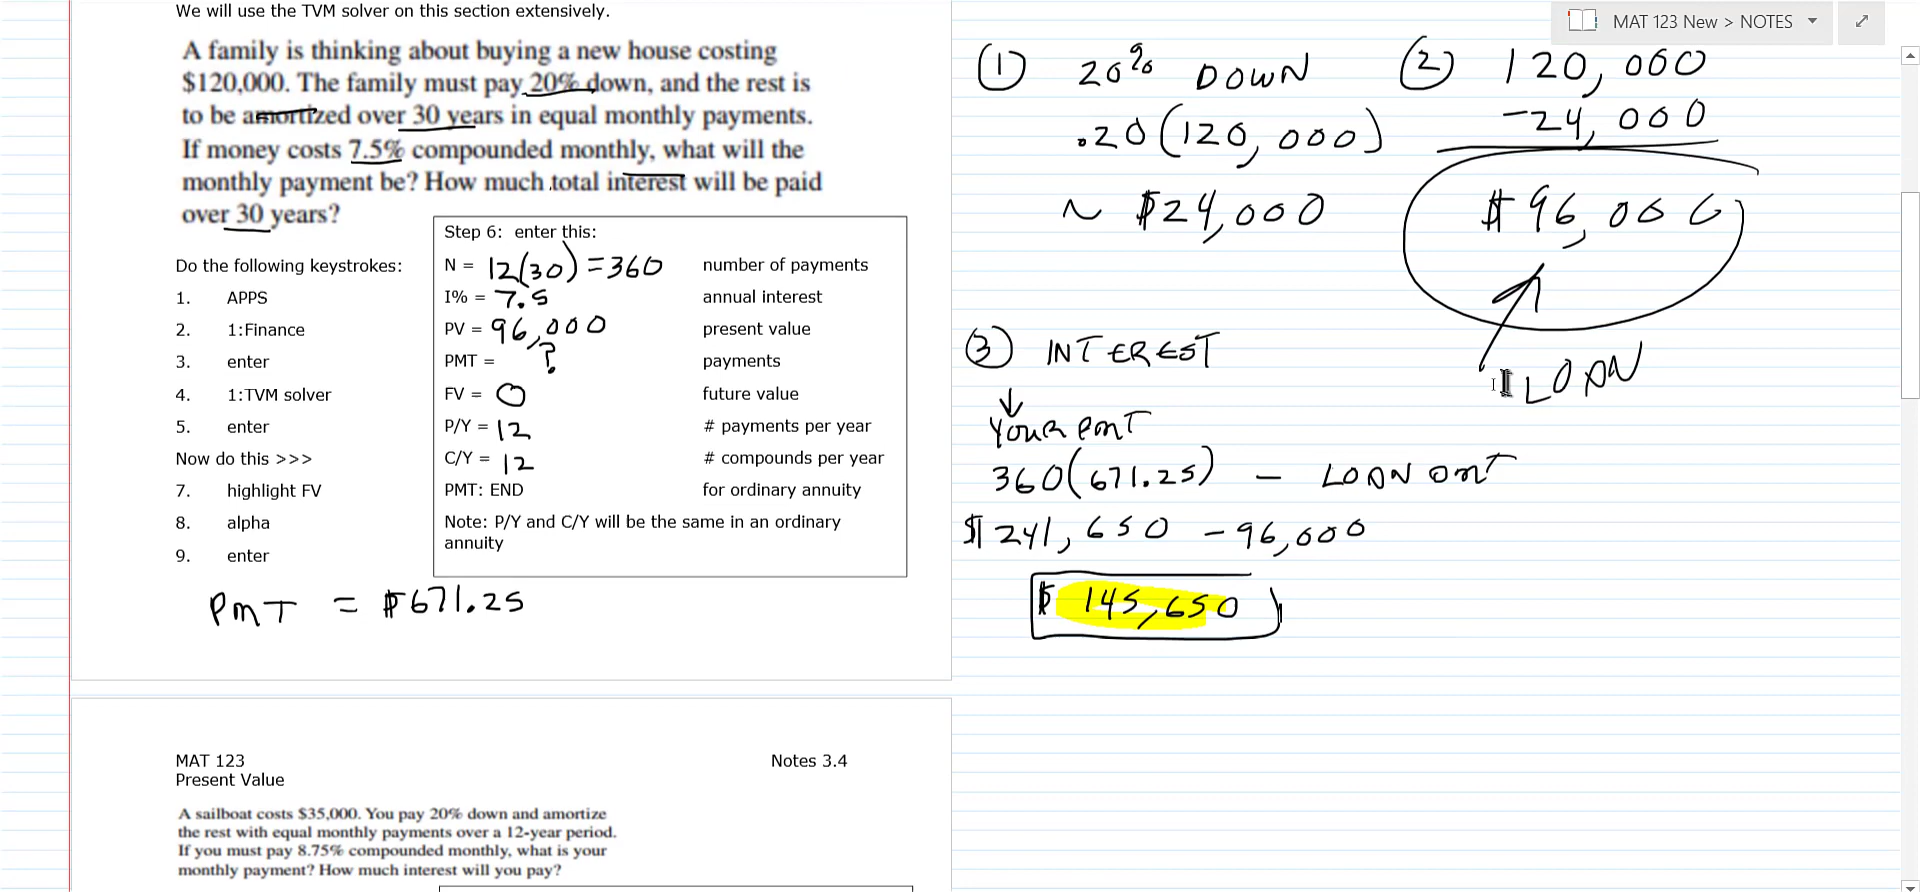 We will use the TVM solver on this section extensively.
MAT 123 New > NOTES
A family is thinking about buying a new house costing
$120,000. The family must pay 20% down, and the rest is
to be amortized over 30 years in equal monthly payments.
If money costs 7.5% compounded monthly, what will the
monthly payment be? How much total interest will be paid
over 30 years?
Do the following keystrokes:
1. APPS
2. 1:Finance
3. enter
4. 1:TVM solver
5. enter
Now do this >>>
7. highlight FV
8. alpha
9. enter
Step 6: enter this:
N = 12(30) = 360 number of payments
I% = 7.5 annual interest
PV = 96,000 present value
PMT = ? payments
FV = 0 future value
P/Y = 12 # payments per year
C/Y = 12 # compounds per year
PMT: END for ordinary annuity
Note: P/Y and C/Y will be the same in an ordinary
annuity
PMT = $671.25
(1) 20% DOWN
.20(120,000)
~ $24,000
(2) 120,000
-24,000
$96,000
LOAN
(3) INTEREST
↓
YOUR PMT
360(671.25) - LOAN AMT
$241,650 - 96,000
$145,650
MAT 123 Notes 3.4
Present Value
A sailboat costs $35,000. You pay 20% down and amortize
the rest with equal monthly payments over a 12-year period.
If you must pay 8.75% compounded monthly, what is your
monthly payment? How much interest will you pay?